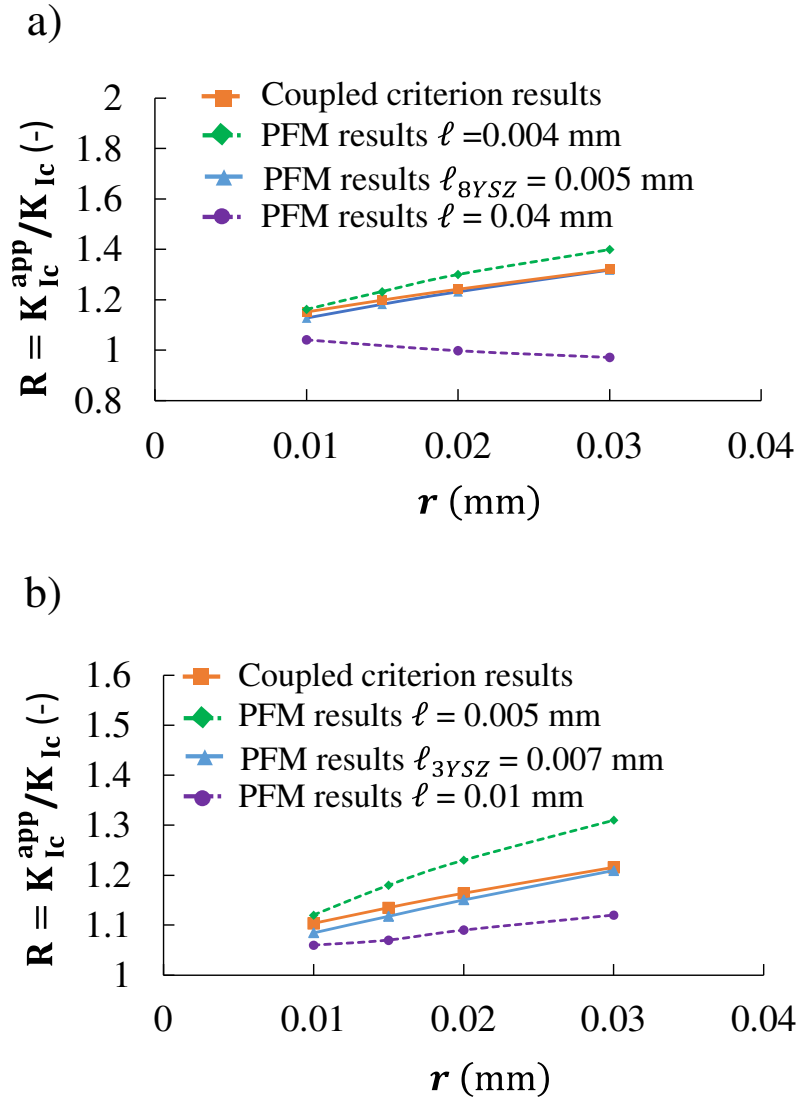 a)
R = K_Ic^app/K_Ic (-)
2
1.8
1.6
1.4
1.2
1
0.8
Coupled criterion results
PFM results ℓ =0.004 mm
PFM results ℓ_8YSZ = 0.005 mm
PFM results ℓ = 0.04 mm
0 0.01 0.02 0.03 0.04
r (mm)
b)
R = K_Ic^app/K_Ic (-)
1.6
1.5
1.4
1.3
1.2
1.1
1
Coupled criterion results
PFM results ℓ = 0.005 mm
PFM results ℓ_3YSZ = 0.007 mm
PFM results ℓ = 0.01 mm
0 0.01 0.02 0.03 0.04
r (mm)